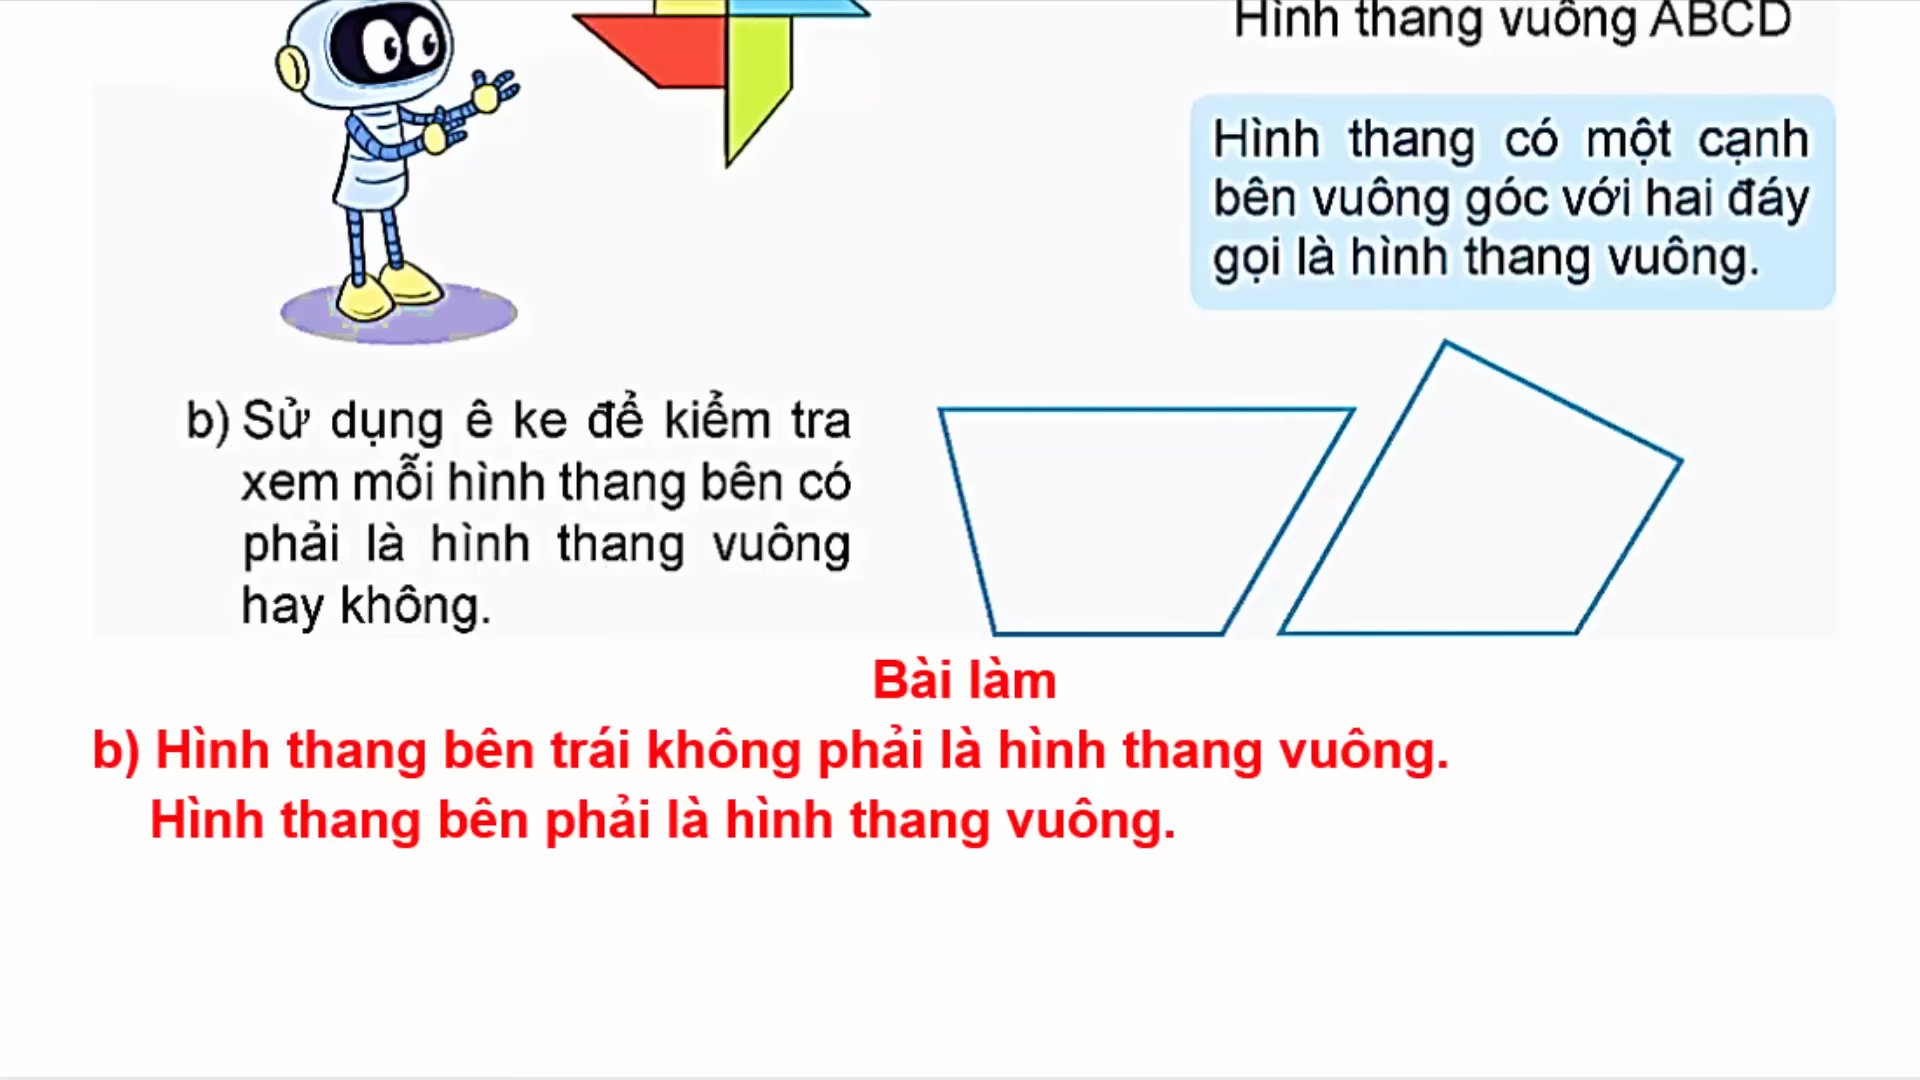 Hình thang vuông ABCD
Hình thang có một cạnh
bên vuông góc với hai đáy
gọi là hình thang vuông.
b) Sử dụng ê ke để kiểm tra
xem mỗi hình thang bên có
phải là hình thang vuông
hay không.
Bài làm
b) Hình thang bên trái không phải là hình thang vuông.
Hình thang bên phải là hình thang vuông.